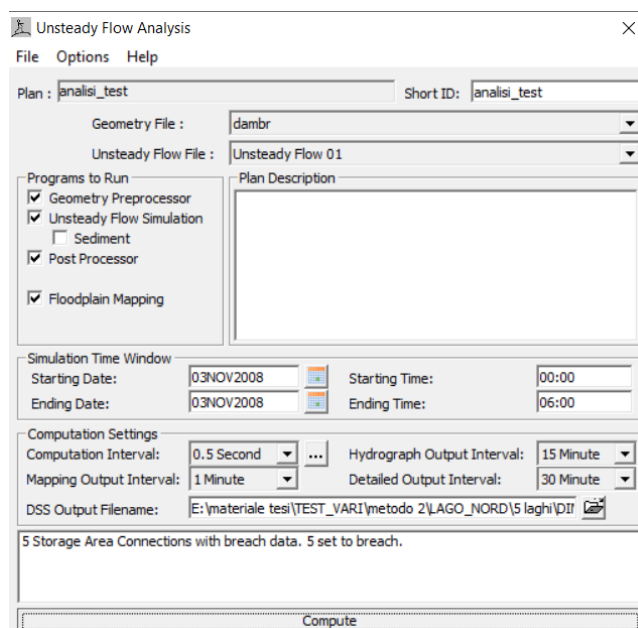 Unsteady Flow Analysis
File Options Help
Plan : analisi_test Short ID: analisi_test
Geometry File : dambr
Unsteady Flow File : Unsteady Flow 01
Programs to Run
Geometry Preprocessor
Unsteady Flow Simulation
Sediment
Post Processor
Floodplain Mapping
Plan Description
Simulation Time Window
Starting Date: 03NOV2008 Starting Time: 00:00
Ending Date: 03NOV2008 Ending Time: 06:00
Computation Settings
Computation Interval: 0.5 Second ... Hydrograph Output Interval: 15 Minute
Mapping Output Interval: 1 Minute Detailed Output Interval: 30 Minute
DSS Output Filename: E:\materiale tesi\TEST_VARI\metodo 2\LAGO_NORD\5 laghi\
5 Storage Area Connections with breach data. 5 set to breach.
Compute